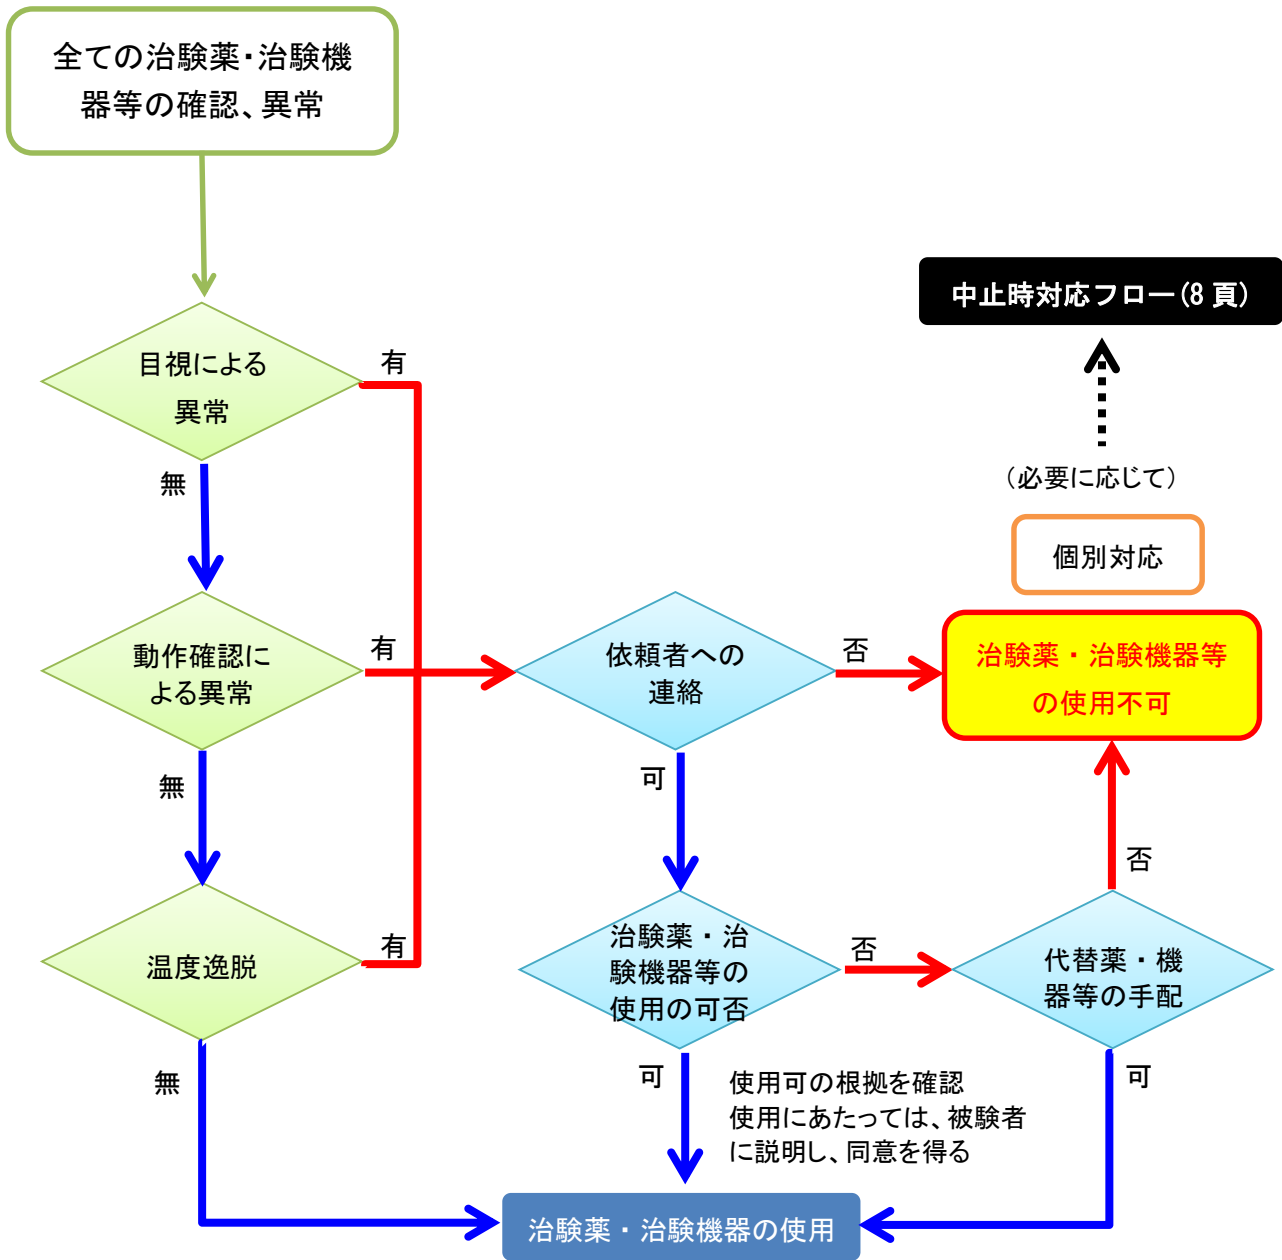 全ての治験薬・治験機
器等の確認、異常
中止時対応フロー(8 頁)
目視による
異常
有
無
(必要に応じて)
個別対応
動作確認に
よる異常
有
依頼者への
連絡
否
治験薬・治験機器等
の使用不可
無
可
否
温度逸脱
有
治験薬・治
験機器等の
使用の可否
否
代替薬・機
器等の手配
無
可
使用可の根拠を確認
使用にあたっては、被験者
に説明し、同意を得る
可
治験薬・治験機器の使用